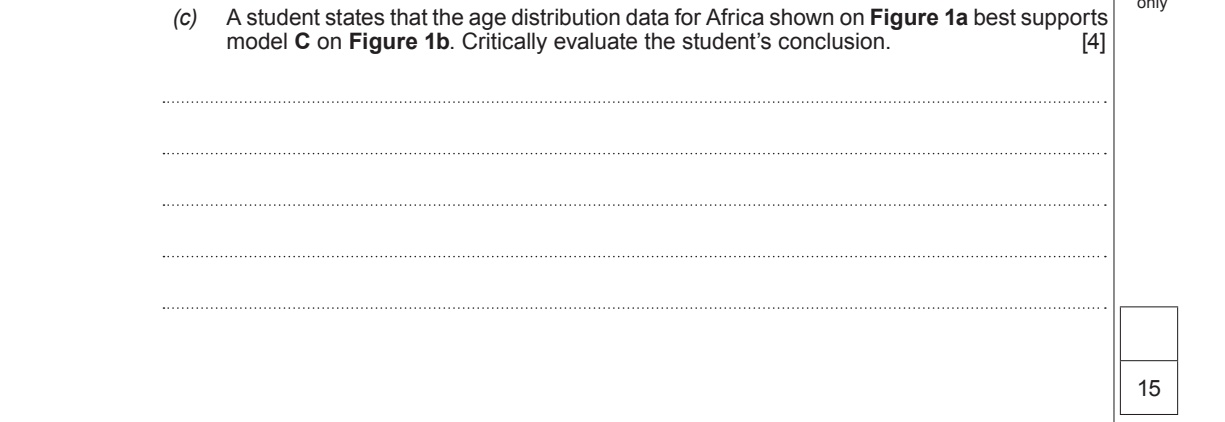 only
(c) A student states that the age distribution data for Africa shown on Figure 1a best supports
model C on Figure 1b. Critically evaluate the student’s conclusion. [4]
15